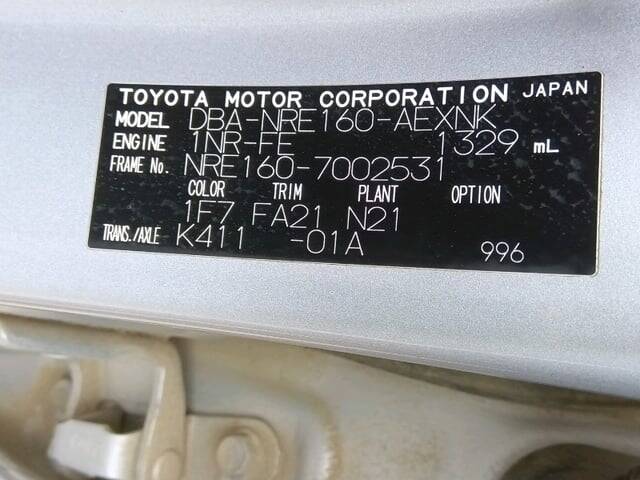 TOYOTA MOTOR CORPORATION JAPAN
MODEL DBA-NRE160-AEXNK
ENGINE 1NR-FE 1329 mL
FRAME No. NRE160-7002531
COLOR TRIM PLANT OPTION
1F7 FA21 N21
TRANS./AXLE K411 -01A 996